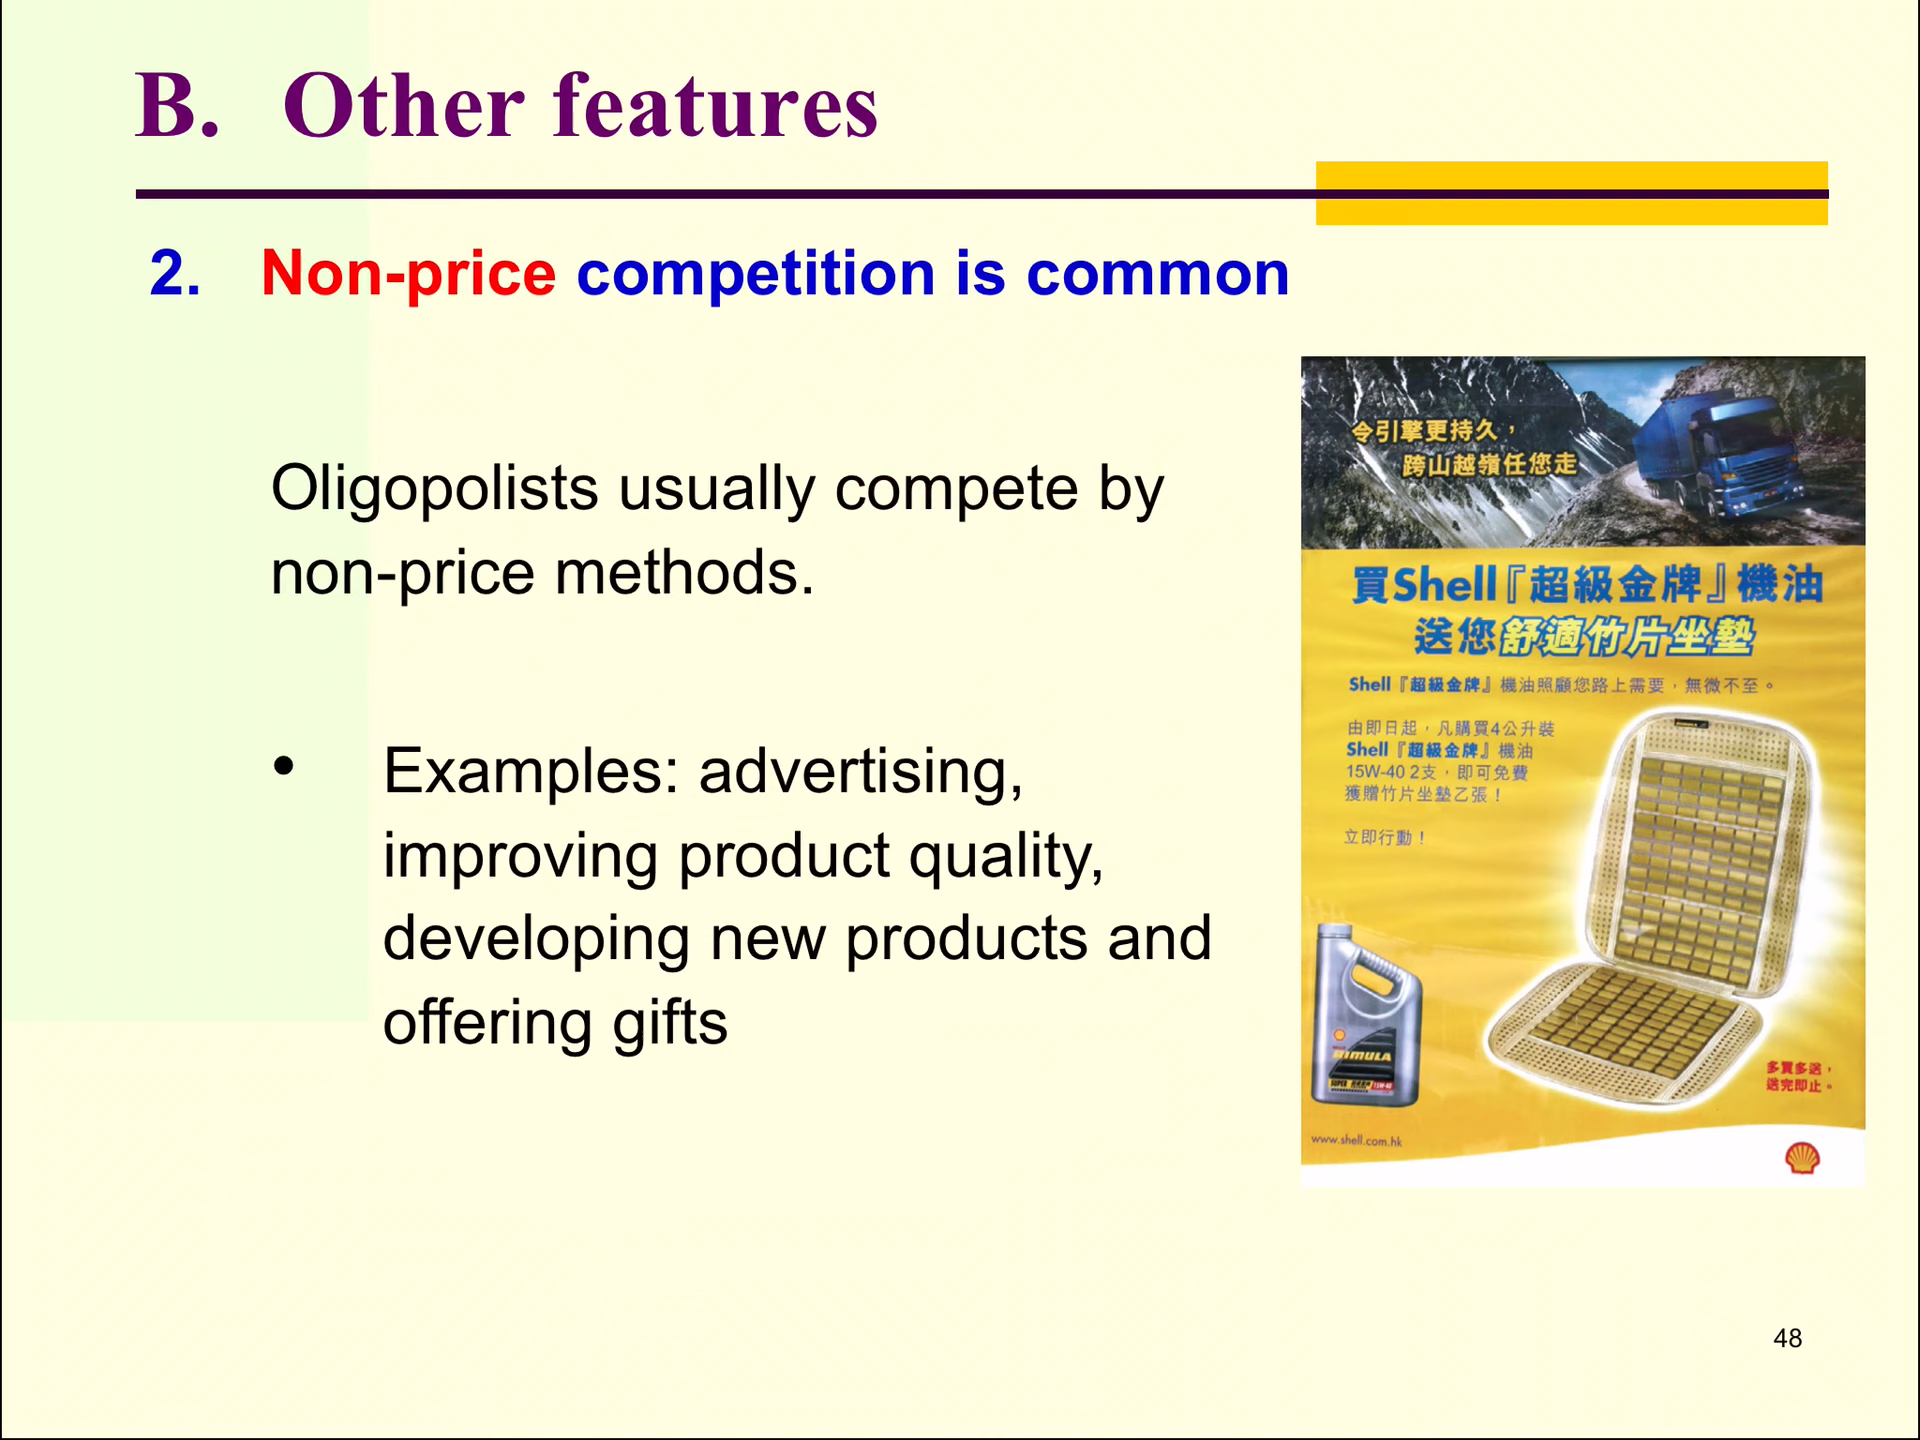 B. Other features
2. Non-price competition is common
Oligopolists usually compete by
non-price methods.
• Examples: advertising,
improving product quality,
developing new products and
offering gifts
令引擎更持久，
跨山越嶺任您走
買Shell『超級金牌』機油
送您舒適竹片坐墊
Shell『超級金牌』機油照顧您路上需要，無微不至。
由即日起，凡購買4公升裝
Shell『超級金牌』機油
15W-40 2支，即可免費
獲贈竹片坐墊乙張！
立即行動！
RIMULA
SUPER 15W-40
多買多送，
送完即止。
www.shell.com.hk
48